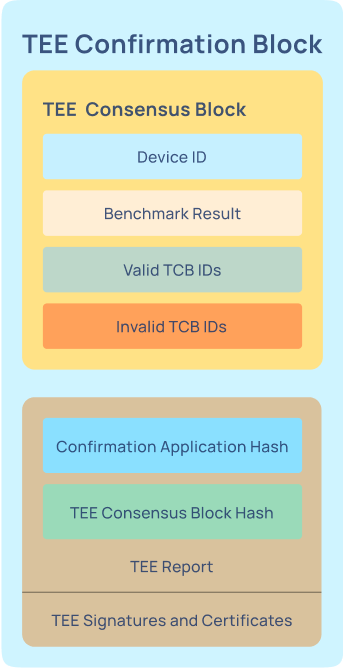 TEE Confirmation Block
TEE Consensus Block
Device ID
Benchmark Result
Valid TCB IDs
Invalid TCB IDs
Confirmation Application Hash
TEE Consensus Block Hash
TEE Report
TEE Signatures and Certificates